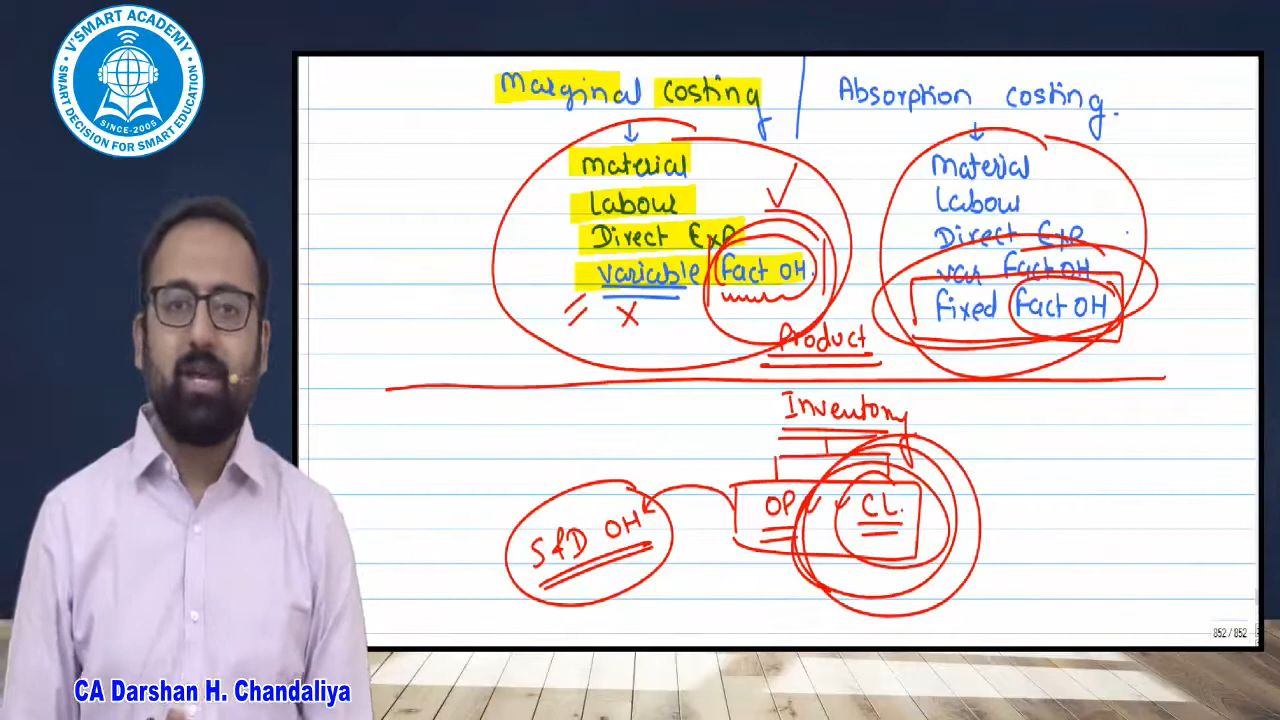 V'SMART ACADEMY
SMART DECISION FOR SMART EDUCATION
SINCE-2005
Marginal costing
Absorption costing.
material
Labour
Direct Exp
variable fact OH.
X
Product
Material
Labour
Direct Exp
var fact OH
fixed fact OH
Inventory
OP
CL.
S&D OH
852 / 852
CA Darshan H. Chandaliya